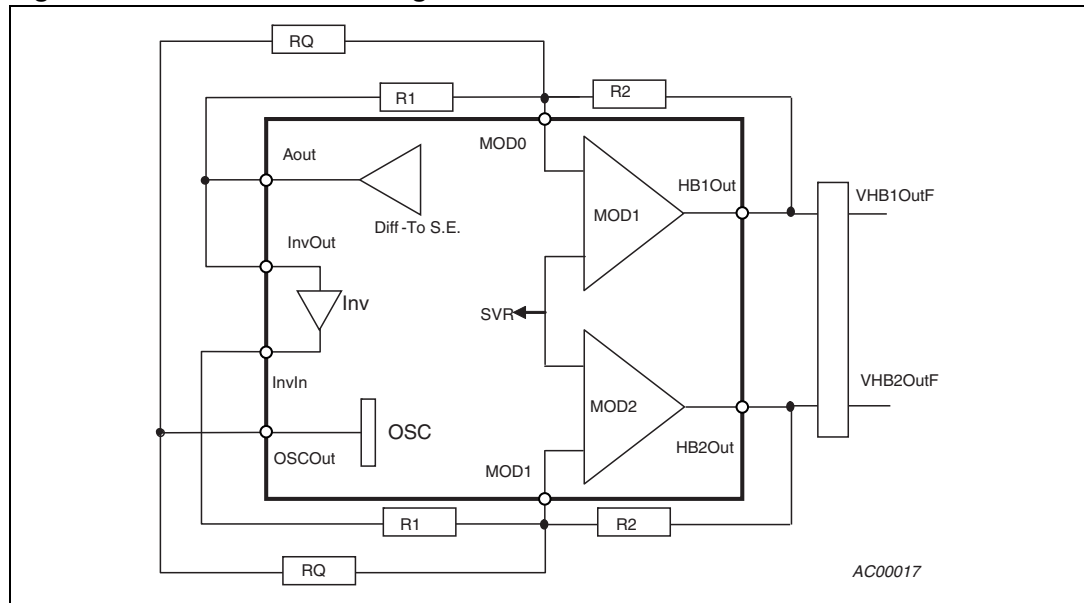 RQ
R1
R2
MOD0
Aout
HB1Out
VHB1OutF
MOD1
Diff-To S.E.
InvOut
Inv
SVR
VHB2OutF
InvIn
MOD2
OSC
HB2Out
OSCOut
MOD1
R1
R2
RQ
AC00017